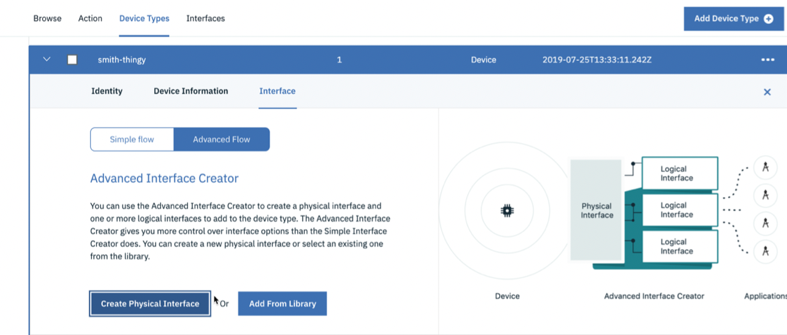 Browse Action Device Types Interfaces
Add Device Type
smith-thingy 1 Device 2019-07-25T13:33:11.242Z
Identity Device Information Interface
Simple flow Advanced Flow
Advanced Interface Creator
You can use the Advanced Interface Creator to create a physical interface and
one or more logical interfaces to add to the device type. The Advanced Interface
Creator gives you more control over interface options than the Simple Interface
Creator does. You can create a new physical interface or select an existing one
from the library.
Create Physical Interface Or Add From Library
Physical
Interface
Logical
Interface
Logical
Interface
Logical
Interface
Device Advanced Interface Creator Applications